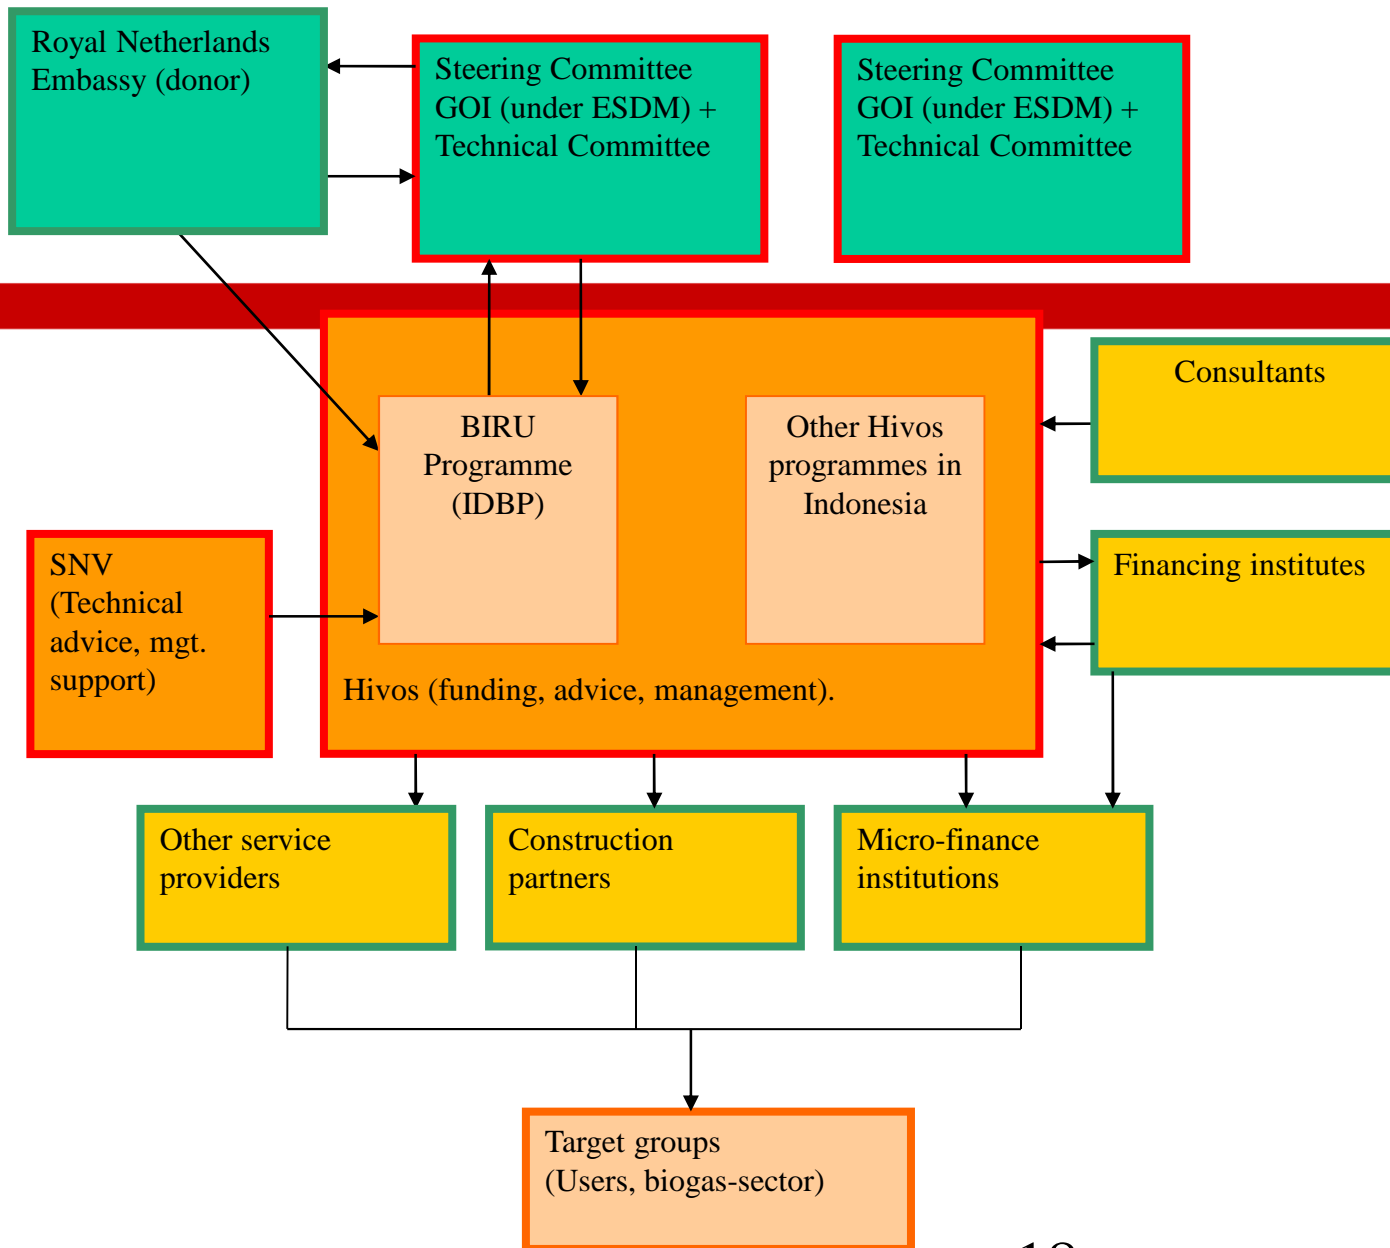 Royal Netherlands
Embassy (donor)
Steering Committee
GOI (under ESDM) +
Technical Committee
Steering Committee
GOI (under ESDM) +
Technical Committee
Consultants
BIRU
Programme
(IDBP)
Other Hivos
programmes in
Indonesia
SNV
(Technical
advice, mgt.
support)
Financing institutes
Hivos (funding, advice, management).
Other service
providers
Construction
partners
Micro-finance
institutions
Target groups
(Users, biogas-sector)